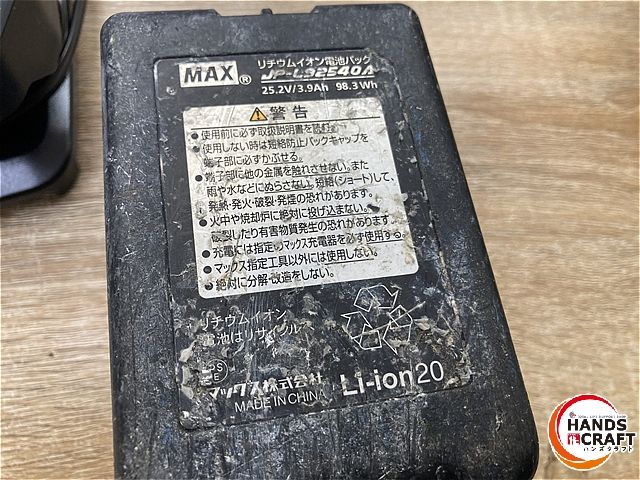 MAX®
リチウムイオン電池パック
JP-L92540A
25.2V/3.9Ah 98.3Wh
警告
● 使用前に必ず取扱説明書を読む。
● 使用しない時は短絡防止パックキャップを
端子部に必ずかぶせる。
● 端子部に他の金属を触れさせない。また
雨や水などにぬらさない。短絡(ショート)して、
発熱・発火・破裂・発煙の恐れがあります。
● 火中や焼却炉に絶対に投げ込まない。
破裂したり有害物質発生の恐れがあります。
● 充電には指定のマックス充電器を必ず使用する。
● マックス指定工具以外には使用しない。
● 絶対に分解・改造をしない。
リチウムイオン
電池はリサイクル
PS
E
マックス株式会社
MADE IN CHINA
Li-ion20
HANDS
CRAFT
ハンズクラフト